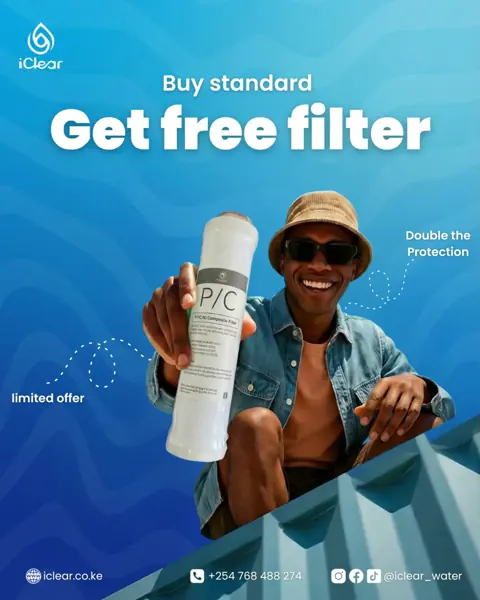 iClear
Buy standard
Get free filter
Double the
Protection
P/C
limited offer
iclear.co.ke
+254 768 488 274
@iclear_water